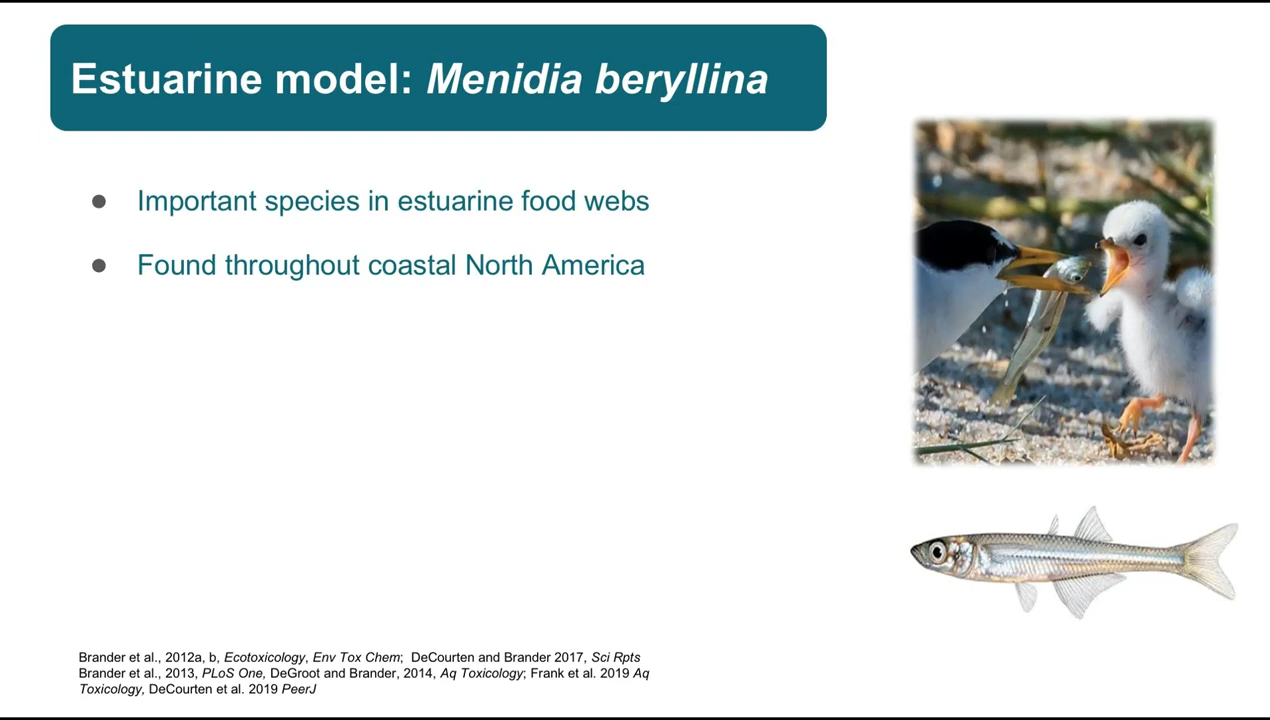 Estuarine model: Menidia beryllina
● Important species in estuarine food webs
● Found throughout coastal North America
Brander et al., 2012a, b, Ecotoxicology, Env Tox Chem; DeCourten and Brander 2017, Sci Rpts
Brander et al., 2013, PLoS One, DeGroot and Brander, 2014, Aq Toxicology; Frank et al. 2019 Aq
Toxicology, DeCourten et al. 2019 PeerJ